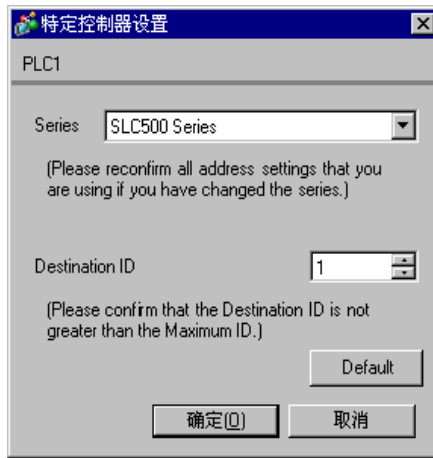 特定控制器设置
PLC1
Series SLC500 Series
(Please reconfirm all address settings that you
are using if you have changed the series.)
Destination ID 1
(Please confirm that the Destination ID is not
greater than the Maximum ID.)
Default
确定(O) 取消